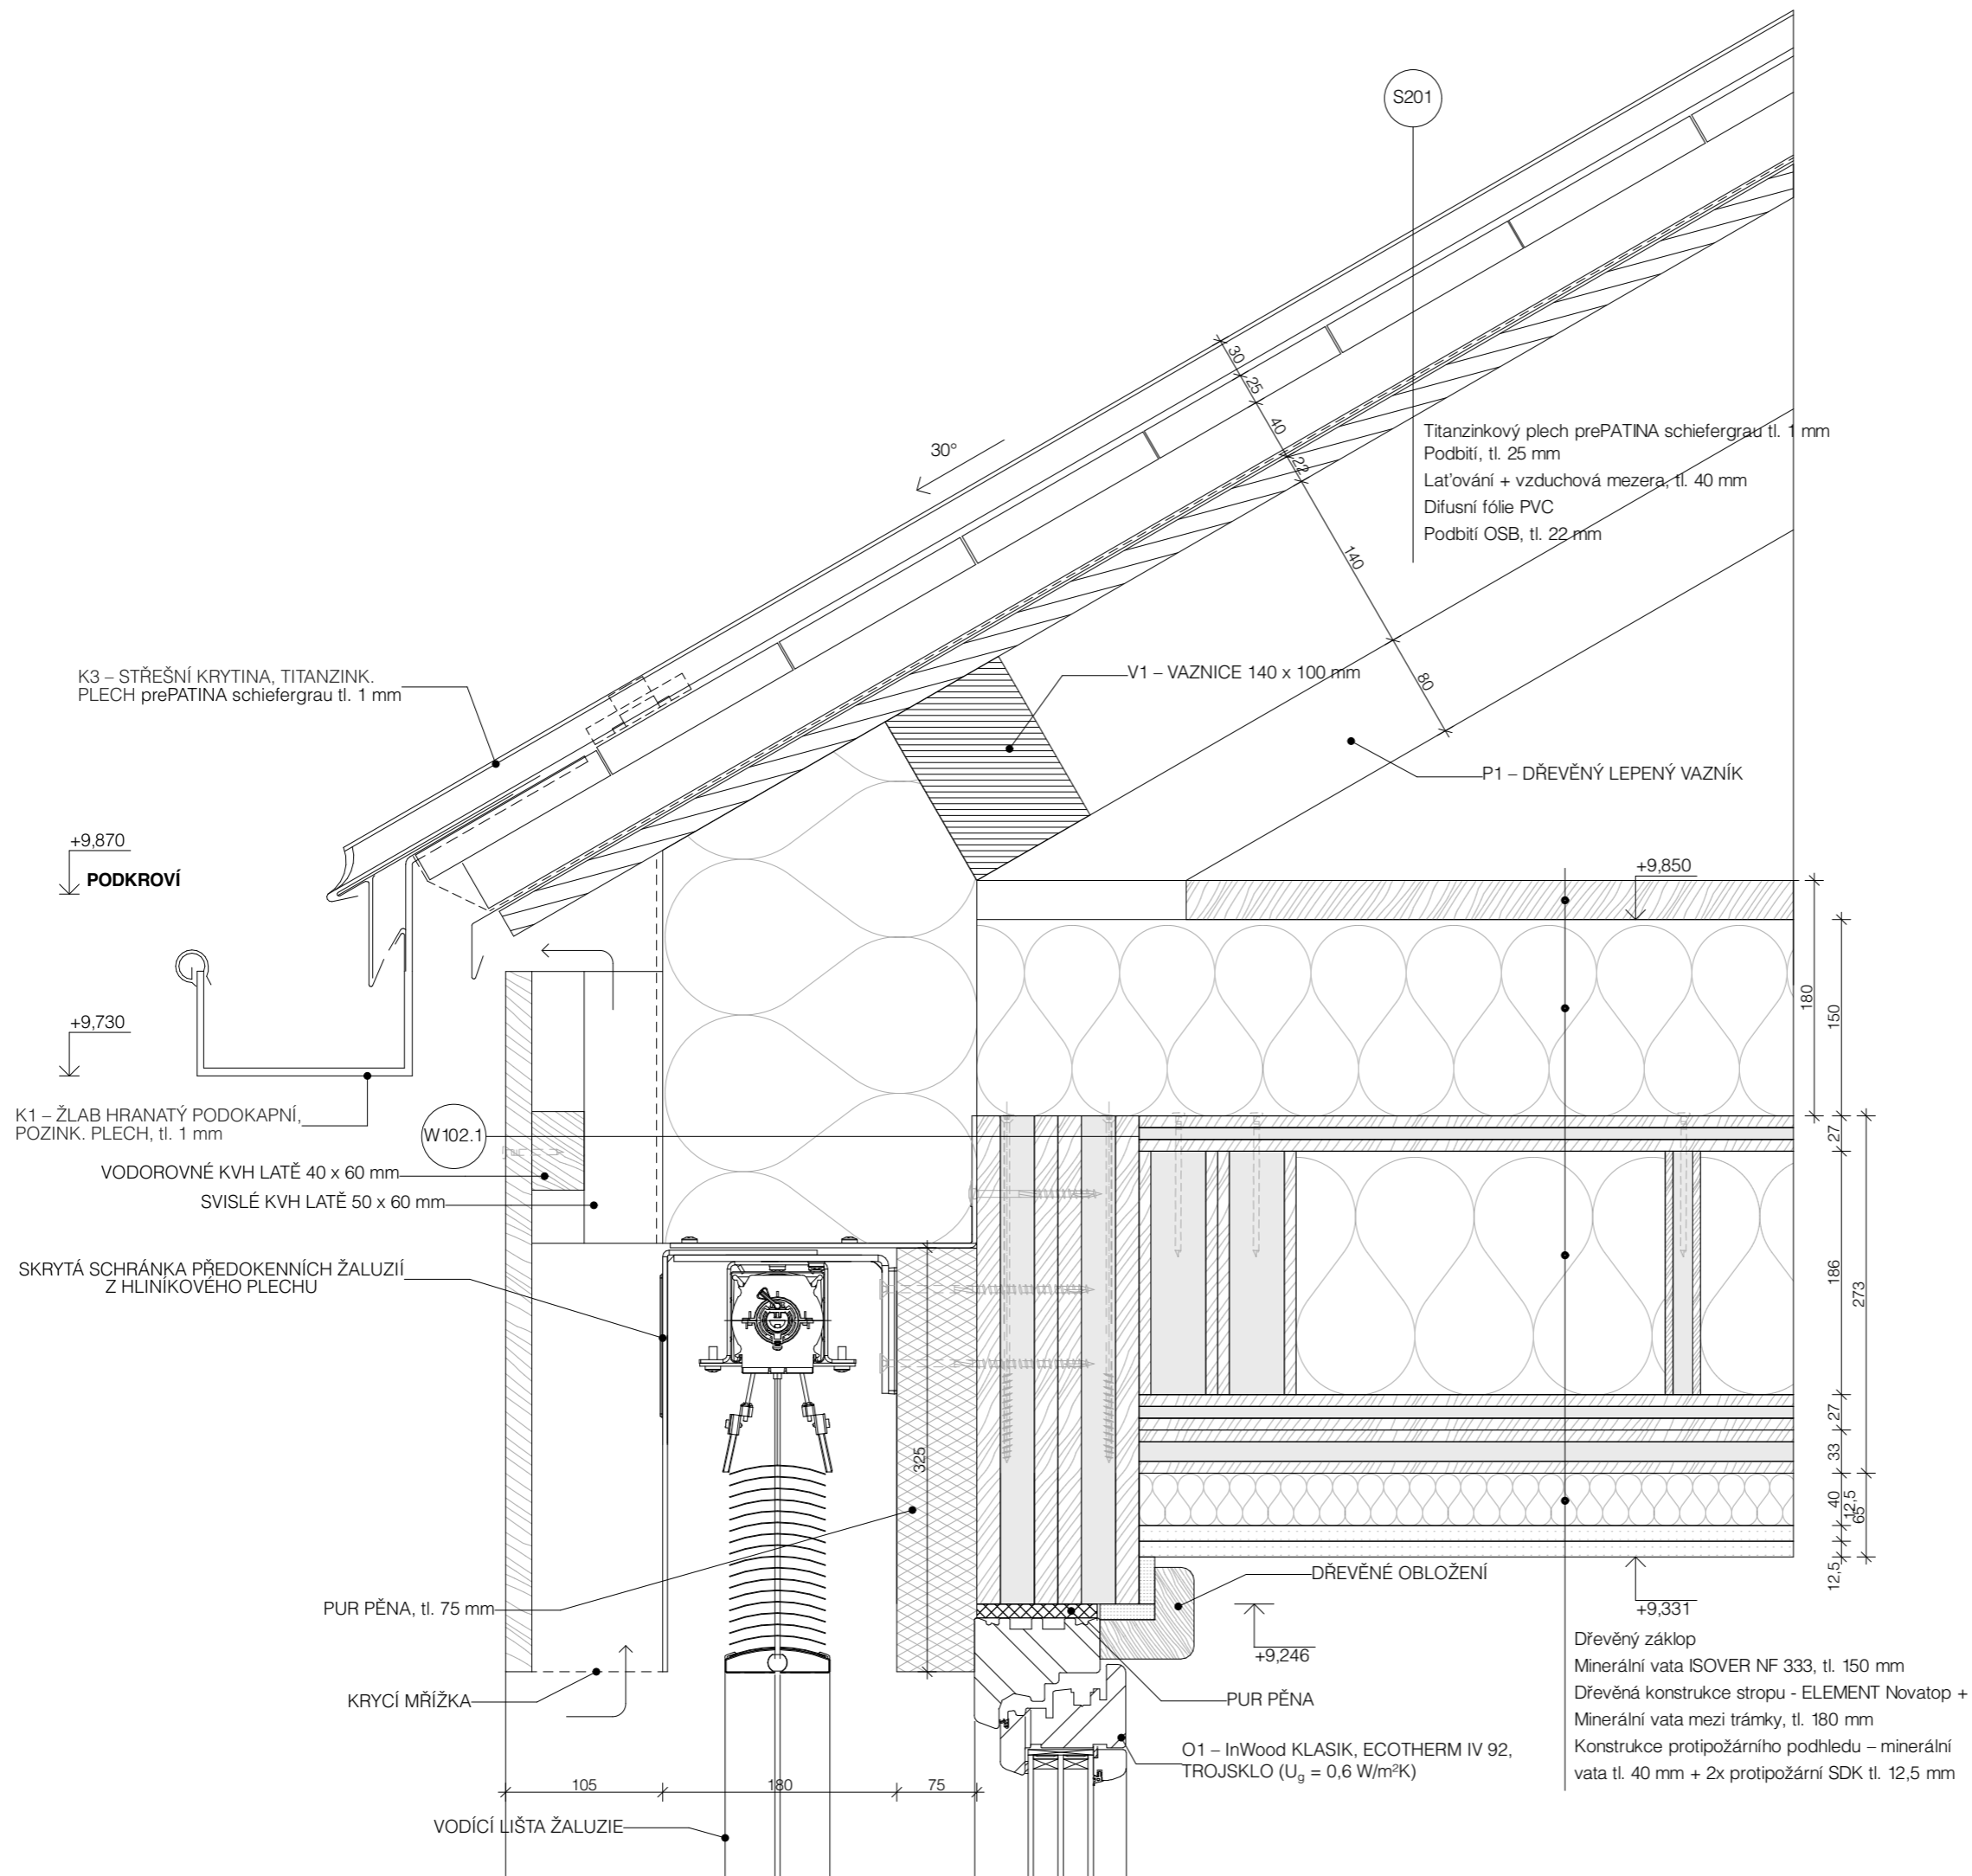 S201
30
25
40
22
140
80
30°
Titanzinkový plech prePATINA schiefergrau tl. 1 mm
Podbití, tl. 25 mm
Laťování + vzduchová mezera, tl. 40 mm
Difusní fólie PVC
Podbití OSB, tl. 22 mm
K3 – STŘEŠNÍ KRYTINA, TITANZINK.
PLECH prePATINA schiefergrau tl. 1 mm
V1 – VAZNICE 140 x 100 mm
P1 – DŘEVĚNÝ LEPENÝ VAZNÍK
+9,870
PODKROVÍ
+9,850
+9,730
180
150
K1 – ŽLAB HRANATÝ PODOKAPNÍ,
POZINK. PLECH, tl. 1 mm
W102.1
27
VODOROVNÉ KVH LATĚ 40 x 60 mm
SVISLÉ KVH LATĚ 50 x 60 mm
SKRYTÁ SCHRÁNKA PŘEDOKENNÍCH ŽALUZIÍ
Z HLINÍKOVÉHO PLECHU
186
273
27
33
325
40
12,5
65
12,5
DŘEVĚNÉ OBLOŽENÍ
PUR PĚNA, tl. 75 mm
+9,331
+9,246
Dřevěný záklop
Minerální vata ISOVER NF 333, tl. 150 mm
Dřevěná konstrukce stropu - ELEMENT Novatop +
Minerální vata mezi trámky, tl. 180 mm
Konstrukce protipožárního podhledu – minerální
vata tl. 40 mm + 2x protipožární SDK tl. 12,5 mm
KRYCÍ MŘÍŽKA
PUR PĚNA
O1 – InWood KLASIK, ECOTHERM IV 92,
TROJSKLO (Ug = 0,6 W/m²K)
105
180
75
VODÍCÍ LIŠTA ŽALUZIE